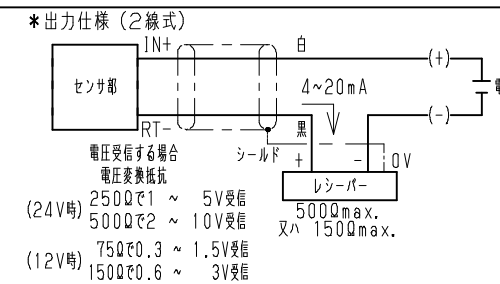 *出力仕様（2線式）
IN+
白
(+)
センサ部
4~20mA
電
(-)
RT-
黒
シールド
+
-
0V
電圧受信する場合
電圧変換抵抗
レシーバー
(24V時) 250Ωで1 ~ 5V受信
500Ωで2 ~ 10V受信
500Ωmax.
又ハ 150Ωmax.
(12V時) 75Ωで0.3 ~ 1.5V受信
150Ωで0.6 ~ 3V受信